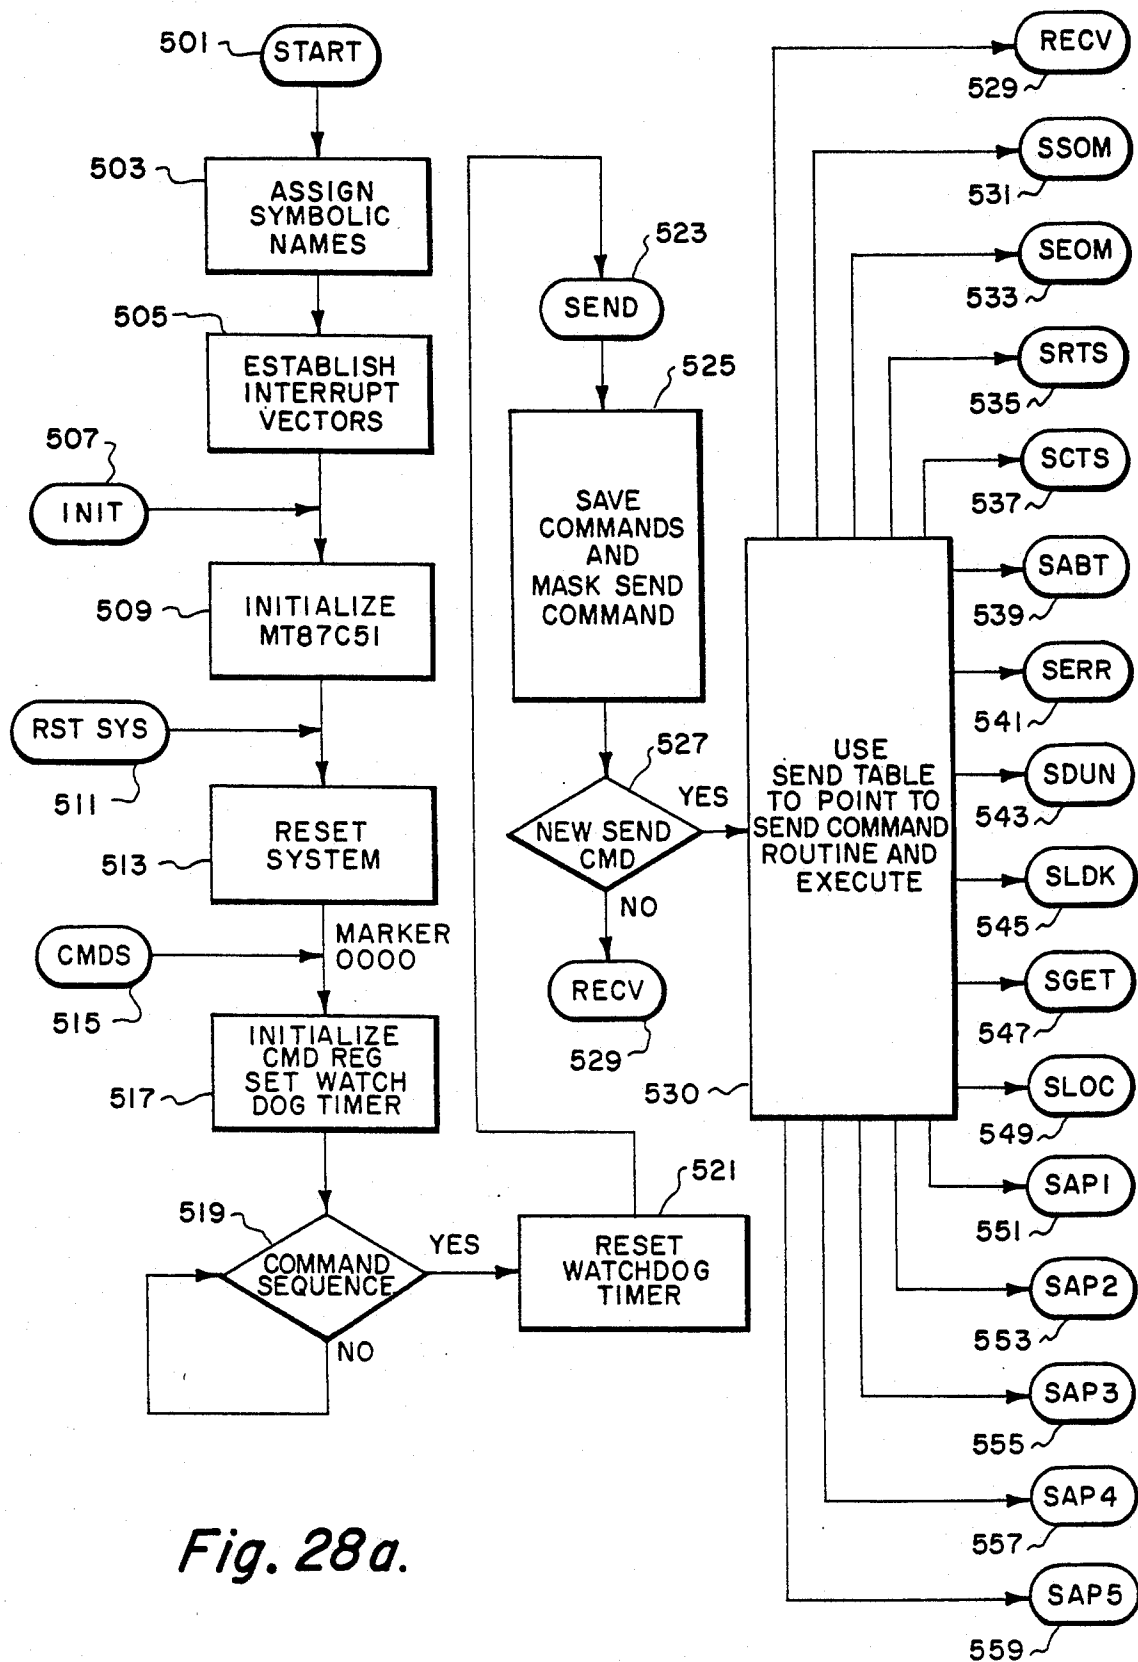 501
START
503
ASSIGN
SYMBOLIC
NAMES
505
ESTABLISH
INTERRUPT
VECTORS
507
INIT
509
INITIALIZE
MT87C51
RST SYS
511
513
RESET
SYSTEM
MARKER
0000
CMDS
515
517
INITIALIZE
CMD REG
SET WATCH
DOG TIMER
519
COMMAND
SEQUENCE
YES
NO
521
RESET
WATCHDOG
TIMER
523
SEND
525
SAVE
COMMANDS
AND
MASK SEND
COMMAND
527
NEW SEND
CMD
YES
NO
RECV
529
530
USE
SEND TABLE
TO POINT TO
SEND COMMAND
ROUTINE AND
EXECUTE
RECV
529
SSOM
531
SEOM
533
SRTS
535
SCTS
537
SABT
539
SERR
541
SDUN
543
SLDK
545
SGET
547
SLOC
549
SAP1
551
SAP2
553
SAP3
555
SAP4
557
SAP5
559
Fig. 28a.